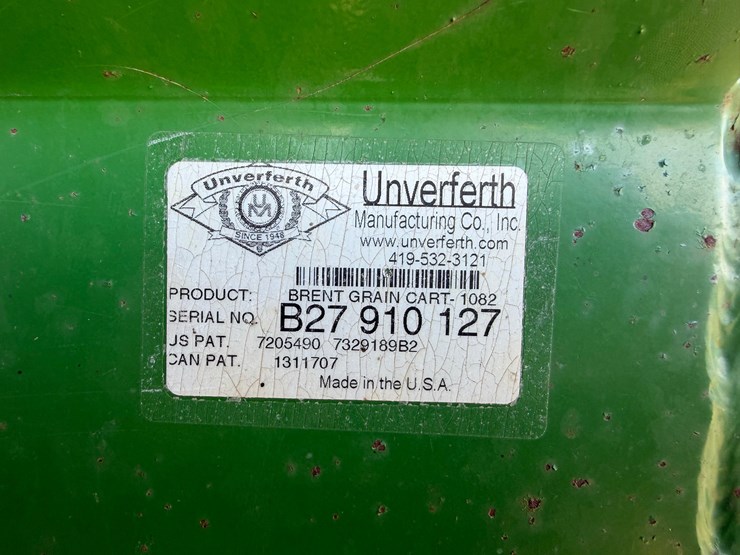 Unverferth
UM
SINCE 1948
Unverferth
Manufacturing Co., Inc.
www.unverferth.com
419-532-3121
PRODUCT: BRENT GRAIN CART- 1082
SERIAL NO. B27 910 127
US PAT. 7205490 7329189B2
CAN PAT. 1311707
Made in the U.S.A.